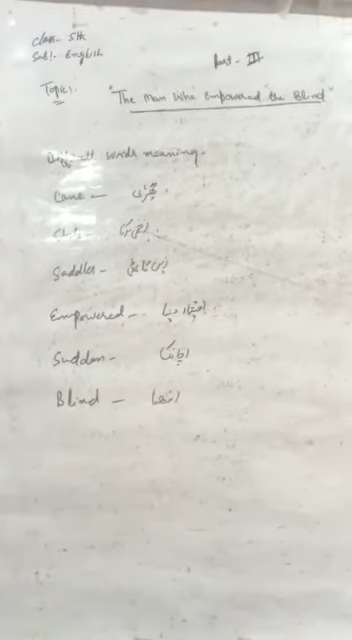 Class- 5th
Sub:- English
Part - III
Topic:- "The Man Who Empowered the Blind"
Difficult words meaning.
Cane — چھڑی
Saddler -
Empowered - اختیار دینا
Sudden - اچانک
Blind - اندھا